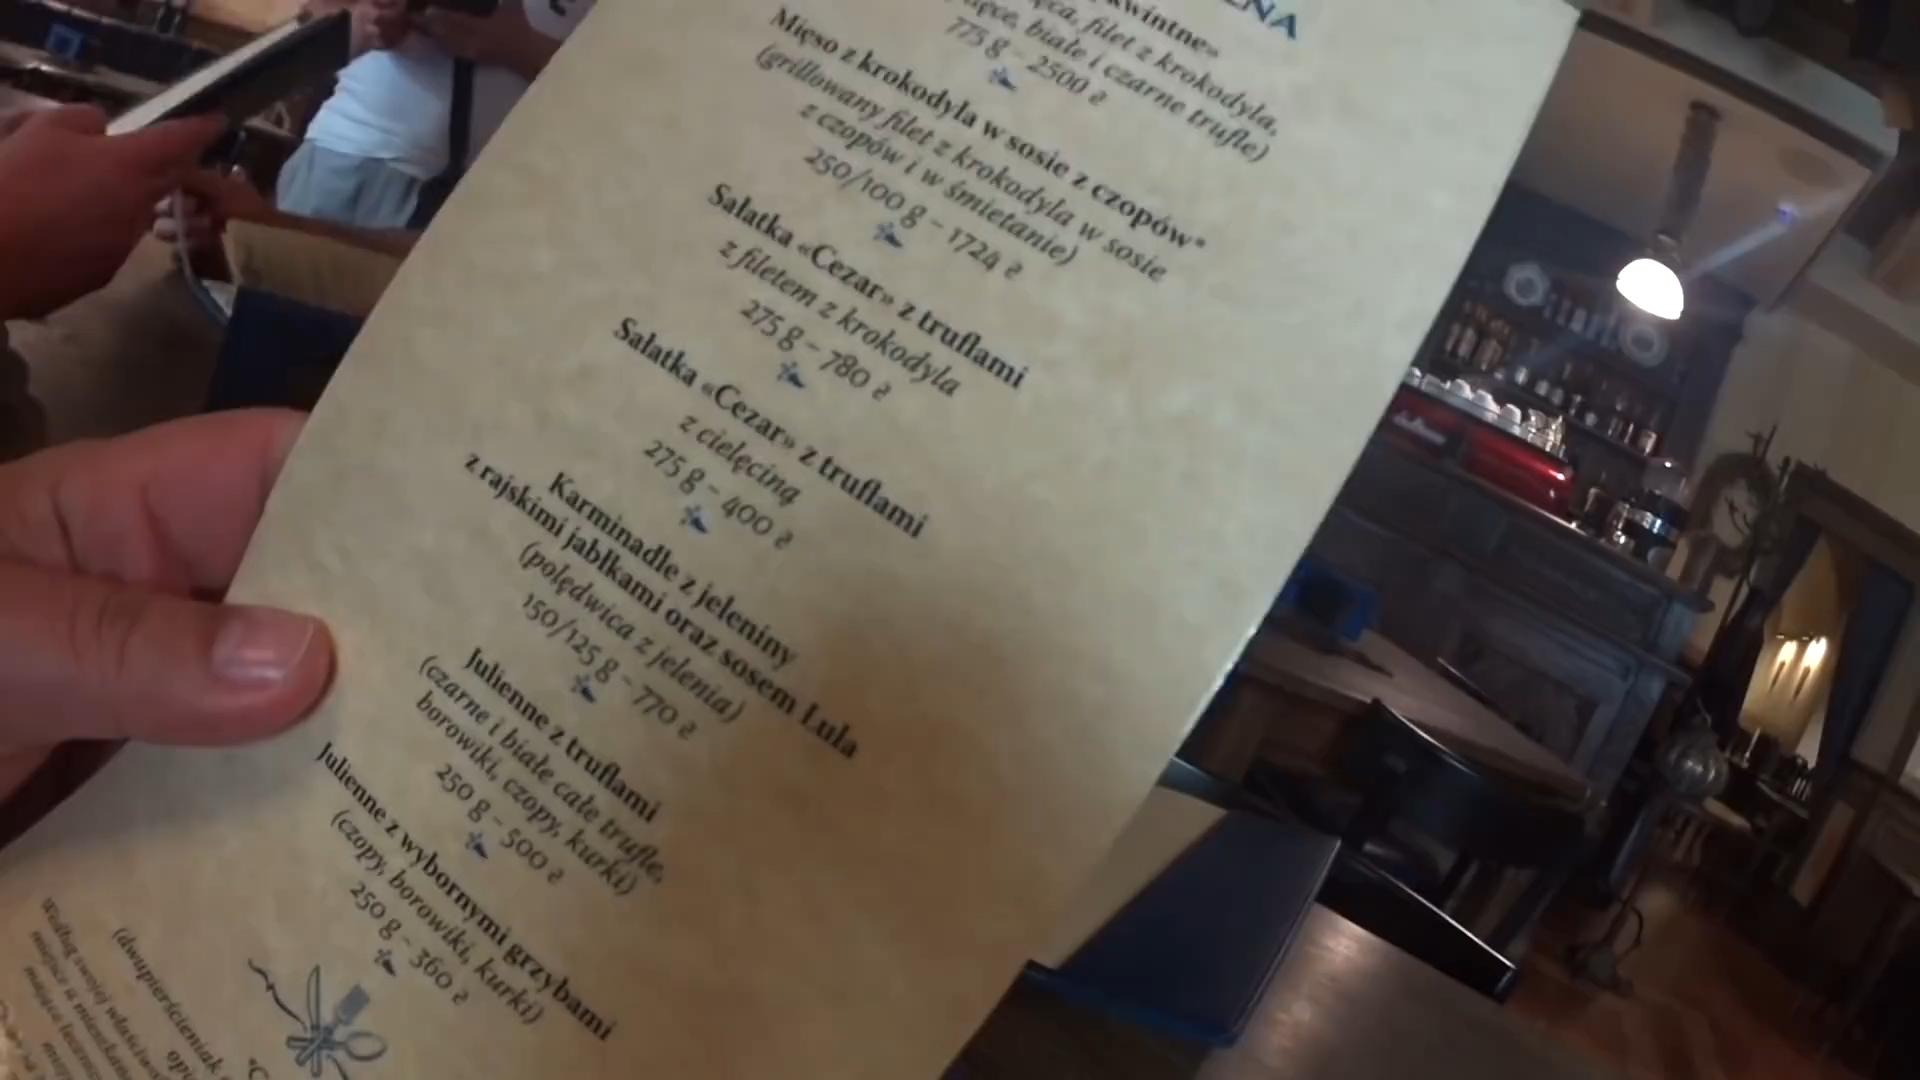 kwintne»
filet z krokodyla,
białe i czarne trufle)
775 g – 2500 ₴
Mięso z krokodyla w sosie z czopów*
(grillowany filet z krokodyla w sosie
z czopów i w śmietanie)
250/100 g – 1724 ₴
Sałatka «Cezar» z truflami
z filetem z krokodyla
275 g – 780 ₴
Sałatka «Cezar» z truflami
z cielęciną
275 g – 400 ₴
Karminadle z jeleniny
z rajskimi jabłkami oraz sosem Lula
(polędwica z jelenia)
150/125 g – 770 ₴
Julienne z truflami
(czarne i białe całe trufle,
borowiki, czopy, kurki)
250 g – 500 ₴
Julienne z wybornymi grzybami
(czopy, borowiki, kurki)
250 g – 360 ₴
(dwupierścieniak